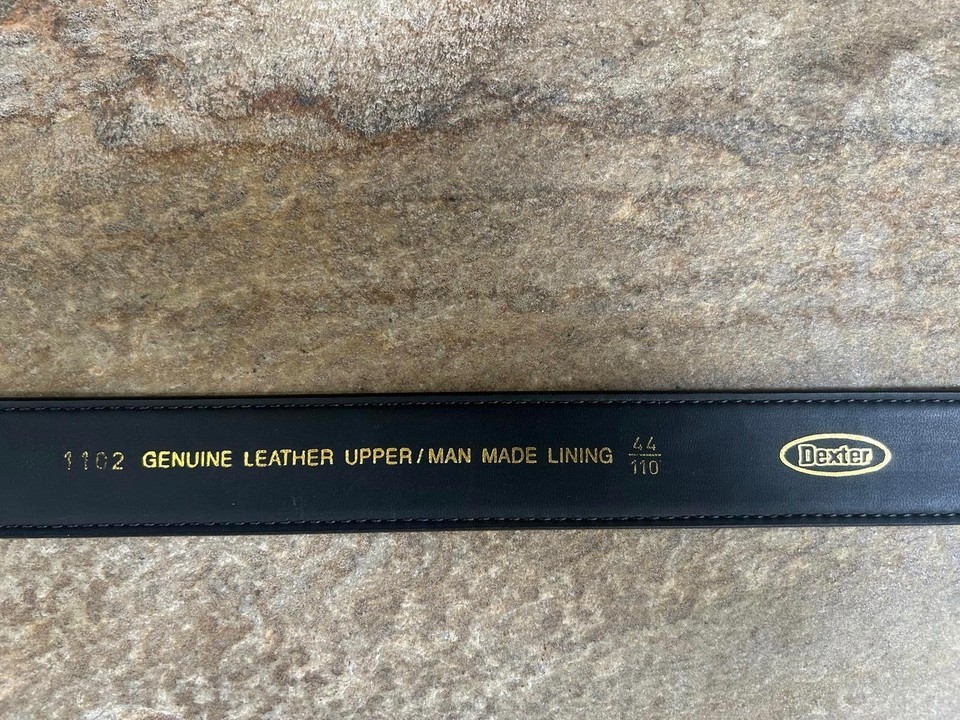 1102 GENUINE LEATHER UPPER/MAN MADE LINING 44/110
Dexter